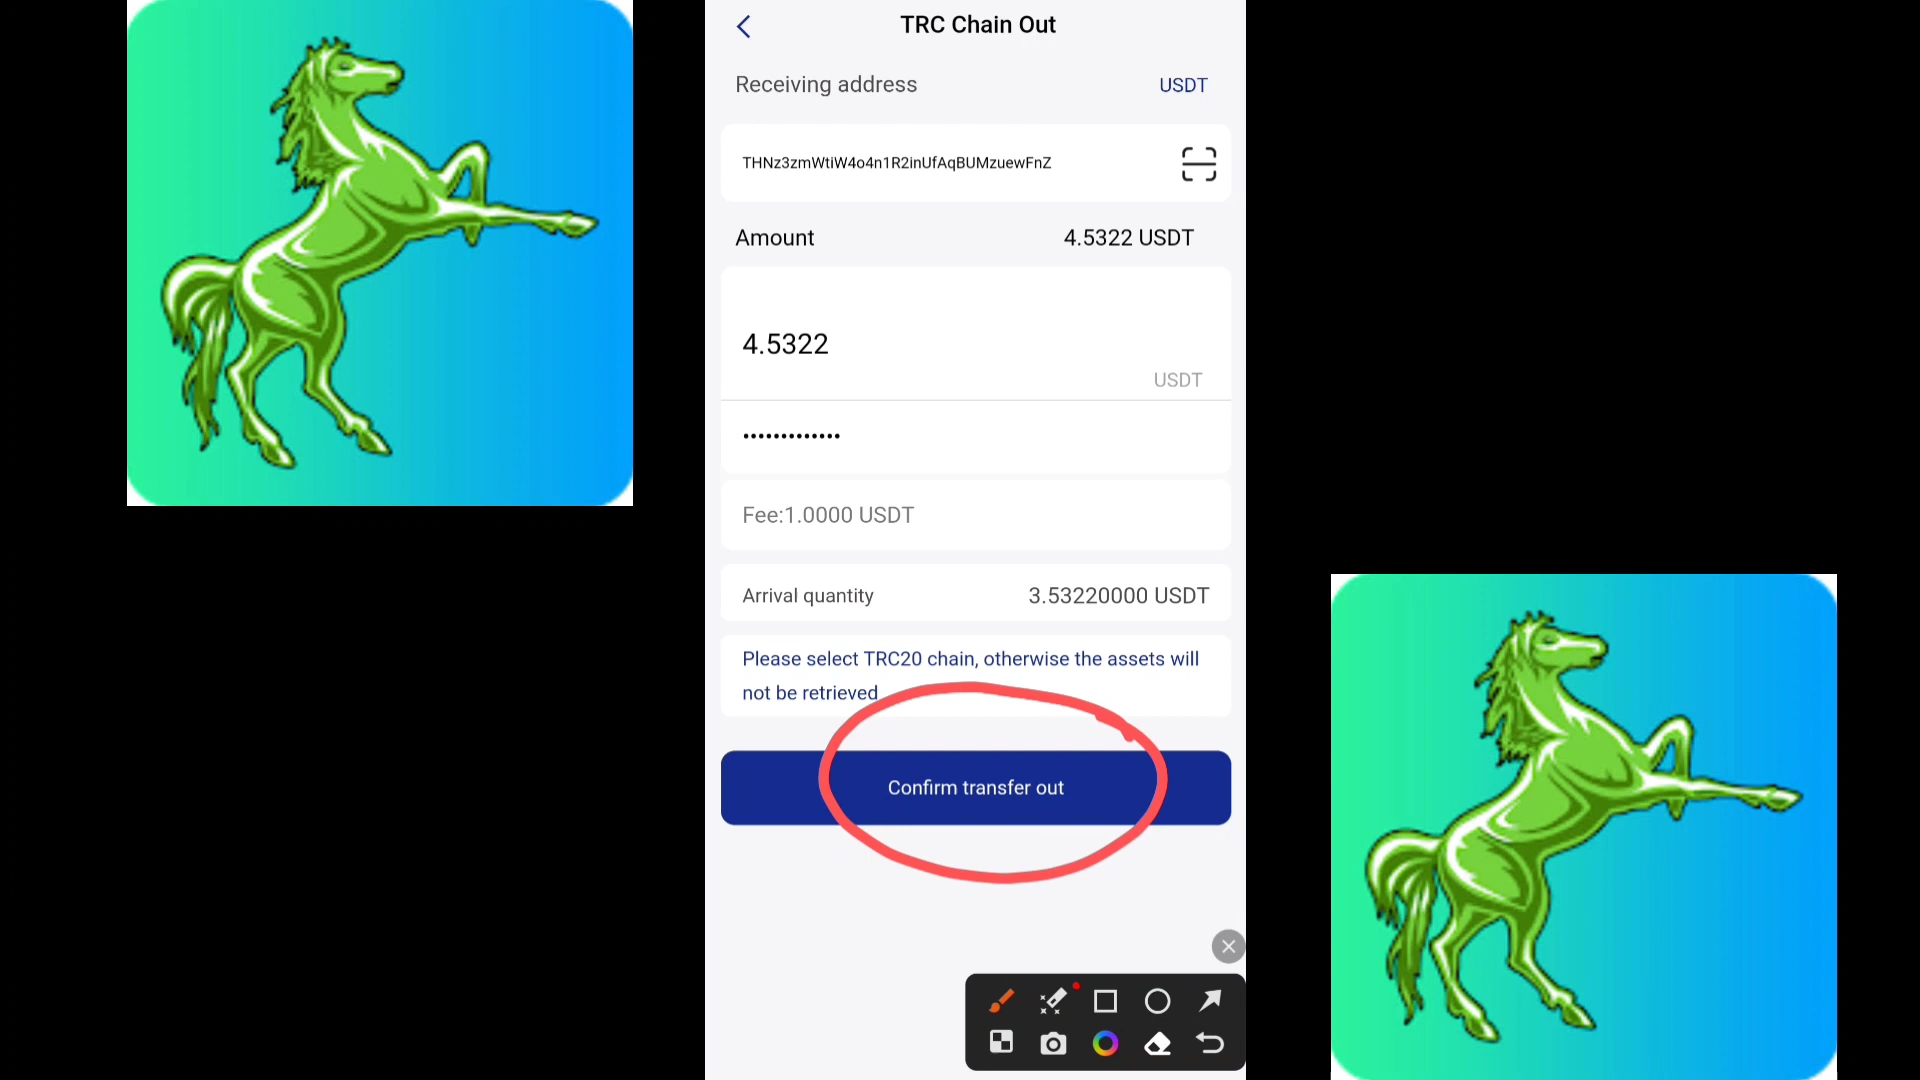 TRC Chain Out
Receiving address USDT
THNz3zmWtiW4o4n1R2inUfAqBUMzuewFnZ
Amount 4.5322 USDT
4.5322
USDT
•••••••••••••
Fee:1.0000 USDT
Arrival quantity 3.53220000 USDT
Please select TRC20 chain, otherwise the assets will
not be retrieved
Confirm transfer out